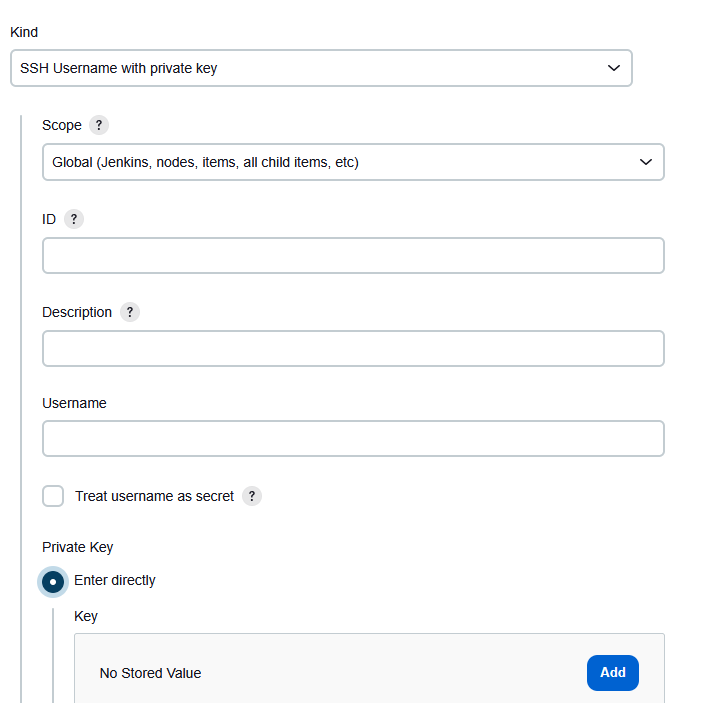 Kind
SSH Username with private key
Scope ?
Global (Jenkins, nodes, items, all child items, etc)
ID ?
Description ?
Username
Treat username as secret ?
Private Key
Enter directly
Key
No Stored Value
Add